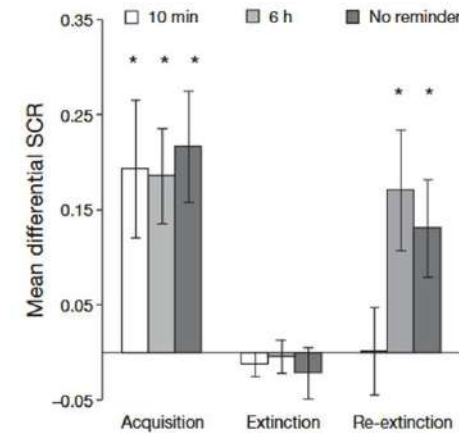 10 min 6 h No reminder
0.35
0.25
0.15
0.05
−0.05
Mean differential SCR
* * *
* *
Acquisition Extinction Re-extinction